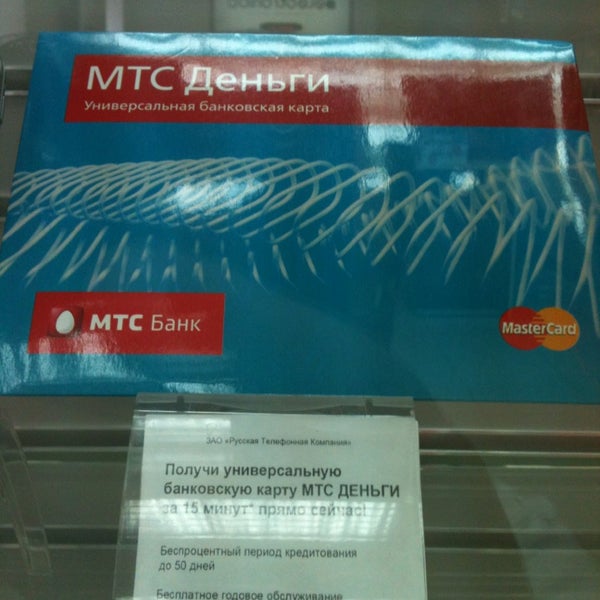 МТС Деньги
Универсальная банковская карта
МТС Банк
MasterCard
ЗАО «Русская Телефонная Компания»
Получи универсальную
банковскую карту МТС ДЕНЬГИ
за 15 минут* прямо сейчас!
Беспроцентный период кредитования
до 50 дней
Бесплатное годовое обслуживание